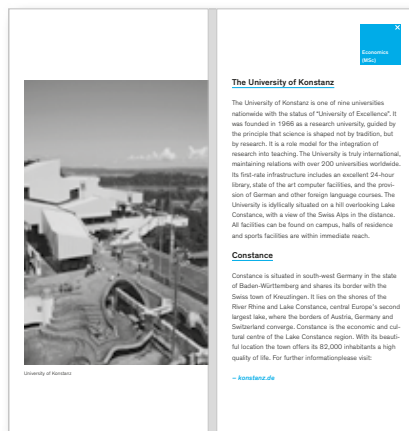 Economics
(MSc)
The University of Konstanz
The University of Konstanz is one of nine universities
nationwide with the status of "University of Excellence". It
was founded in 1966 as a research university, guided by
the principle that science is shaped not by tradition, but
by research. It is a role model for the integration of
research into teaching. The University is truly international,
maintaining relations with over 200 universities worldwide.
Its first-rate infrastructure includes an excellent 24-hour
library, state of the art computer facilities, and the provi-
sion of German and other foreign language courses. The
University is idyllically situated on a hill overlooking Lake
Constance, with a view of the Swiss Alps in the distance.
All facilities can be found on campus, halls of residence
and sports facilities are within immediate reach.
Constance
Constance is situated in south-west Germany in the state
of Baden-Württemberg and shares its border with the
Swiss town of Kreuzlingen. It lies on the shores of the
River Rhine and Lake Constance, central Europe's second
largest lake, where the borders of Austria, Germany and
Switzerland converge. Constance is the economic and cul-
tural centre of the Lake Constance region. With its beauti-
ful location the town offers its 82,000 inhabitants a high
quality of life. For further informationplease visit:
– konstanz.de
University of Konstanz